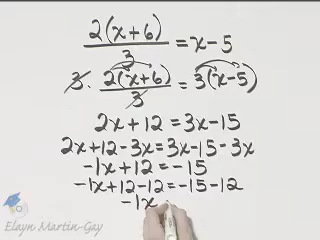 2(x+6)/3 = x-5
3 · 2(x+6)/3 = 3(x-5)
2x+12 = 3x-15
2x+12-3x = 3x-15-3x
-1x+12 = -15
-1x+12-12 = -15-12
-1x
Elayn Martin-Gay